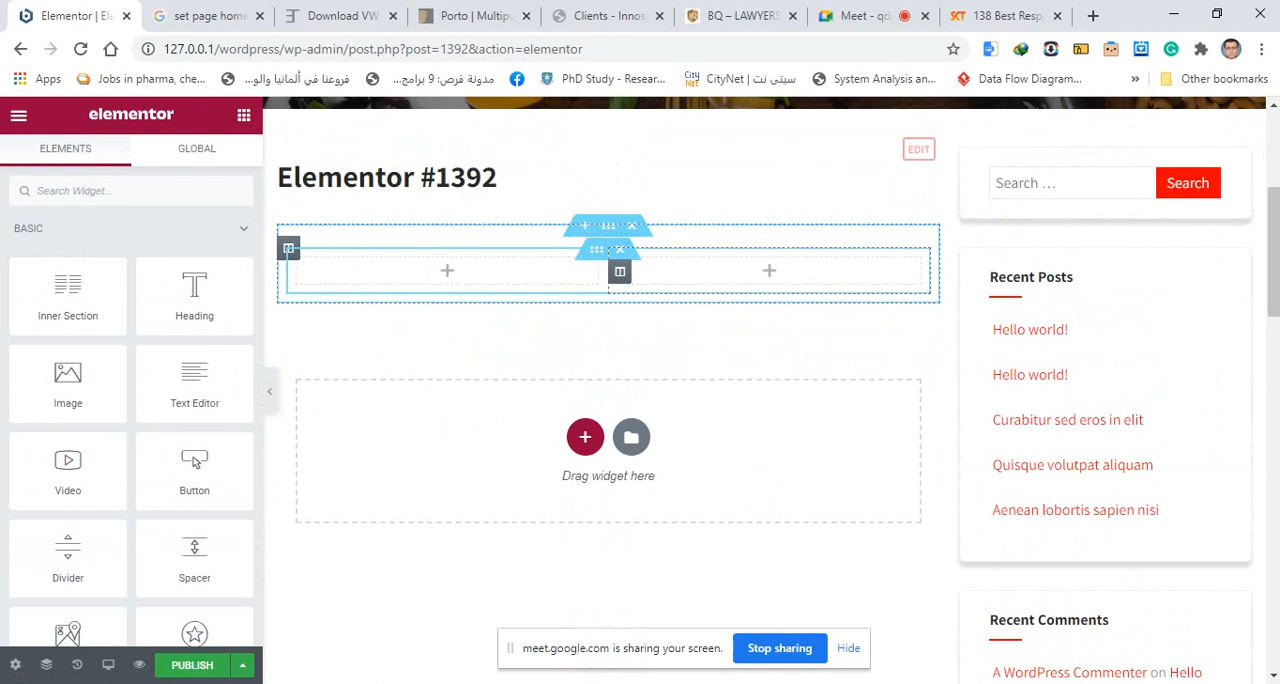 Elementor | Ele
set page home
Download VW
Porto | Multipu
Clients - Innos
BQ – LAWYERS
Meet - qd
138 Best Resp
127.0.0.1/wordpress/wp-admin/post.php?post=1392&action=elementor
Apps
Jobs in pharma, che...
فروعنا في ألمانيا والو...
مدونة فرص: 9 برامج...
PhD Study - Resear...
CityNet | سيتي نت
System Analysis an...
Data Flow Diagram...
»
Other bookmarks
elementor
ELEMENTS
GLOBAL
Search Widget...
BASIC
Inner Section
Heading
Image
Text Editor
Video
Button
Divider
Spacer
PUBLISH
EDIT
Elementor #1392
Drag widget here
Search …
Search
Recent Posts
Hello world!
Hello world!
Curabitur sed eros in elit
Quisque volutpat aliquam
Aenean lobortis sapien nisi
Recent Comments
A WordPress Commenter on Hello
meet.google.com is sharing your screen.
Stop sharing
Hide